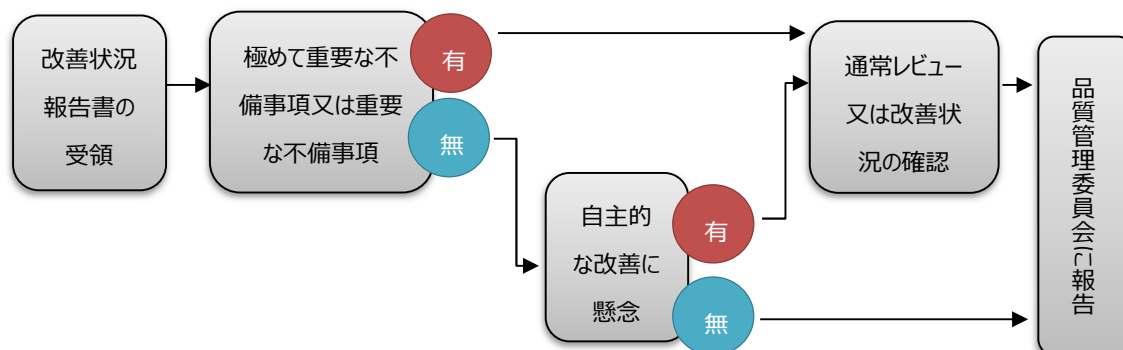 改善状況
報告書の
受領
極めて重要な不
備事項又は重要
な不備事項
有
無
自主的
な改善に
懸念
有
無
通常レビュー
又は改善状
況の確認
品質管理委員会に報告